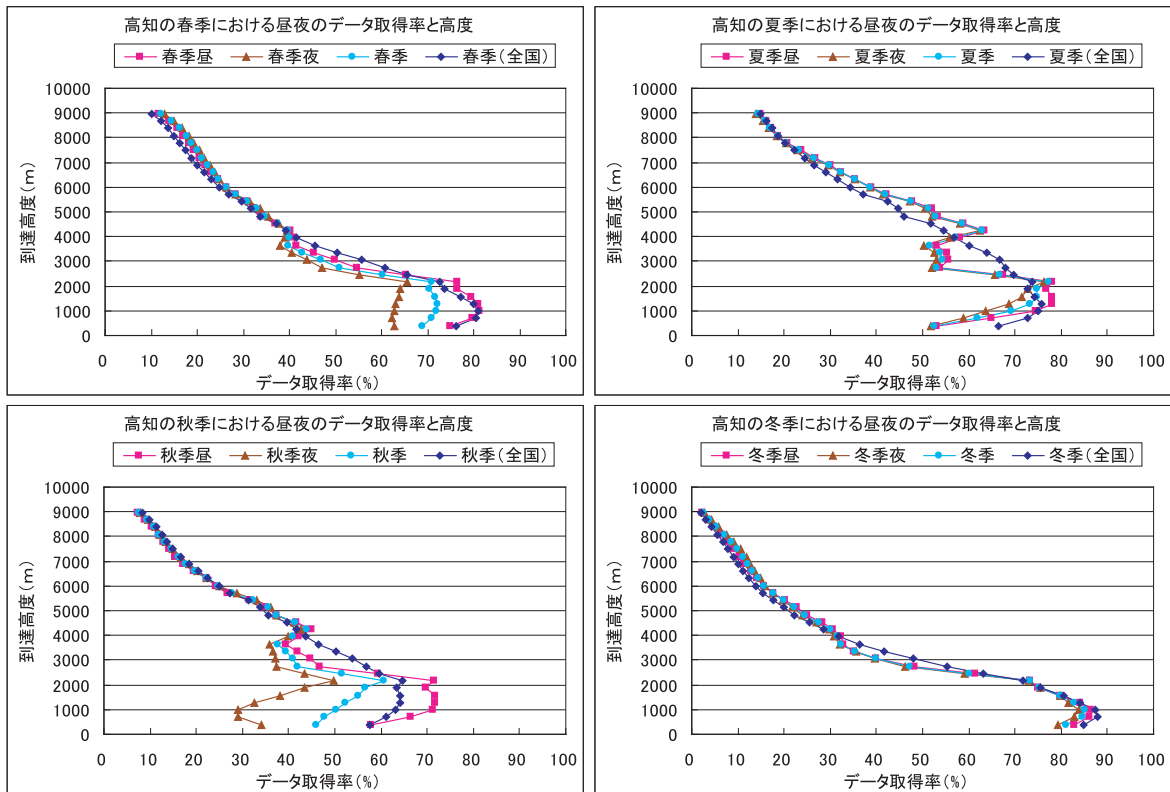 高知の春季における昼夜のデータ取得率と高度
春季昼 春季夜 春季 春季(全国)
到達高度(m)
10000
9000
8000
7000
6000
5000
4000
3000
2000
1000
0
0 10 20 30 40 50 60 70 80 90 100
データ取得率(%)
高知の夏季における昼夜のデータ取得率と高度
夏季昼 夏季夜 夏季 夏季(全国)
到達高度(m)
10000
9000
8000
7000
6000
5000
4000
3000
2000
1000
0
0 10 20 30 40 50 60 70 80 90 100
データ取得率(%)
高知の秋季における昼夜のデータ取得率と高度
秋季昼 秋季夜 秋季 秋季(全国)
到達高度(m)
10000
9000
8000
7000
6000
5000
4000
3000
2000
1000
0
0 10 20 30 40 50 60 70 80 90 100
データ取得率(%)
高知の冬季における昼夜のデータ取得率と高度
冬季昼 冬季夜 冬季 冬季(全国)
到達高度(m)
10000
9000
8000
7000
6000
5000
4000
3000
2000
1000
0
0 10 20 30 40 50 60 70 80 90 100
データ取得率(%)